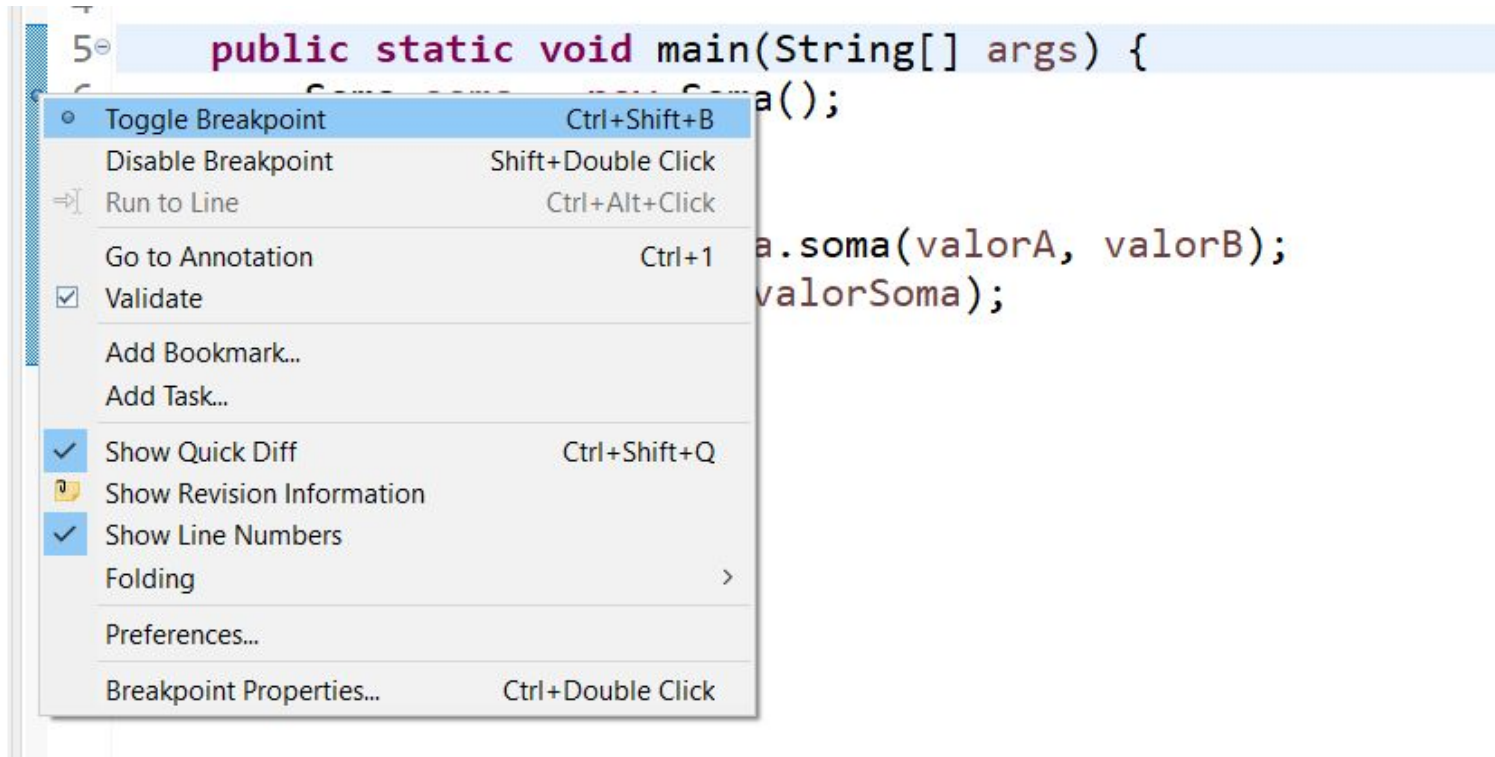 5 public static void main(String[] args) {
a();
Toggle Breakpoint Ctrl+Shift+B
Disable Breakpoint Shift+Double Click
Run to Line Ctrl+Alt+Click
a.soma(valorA, valorB);
Go to Annotation Ctrl+1
valorSoma);
Validate
Add Bookmark...
Add Task...
Show Quick Diff Ctrl+Shift+Q
Show Revision Information
Show Line Numbers
Folding
Preferences...
Breakpoint Properties... Ctrl+Double Click